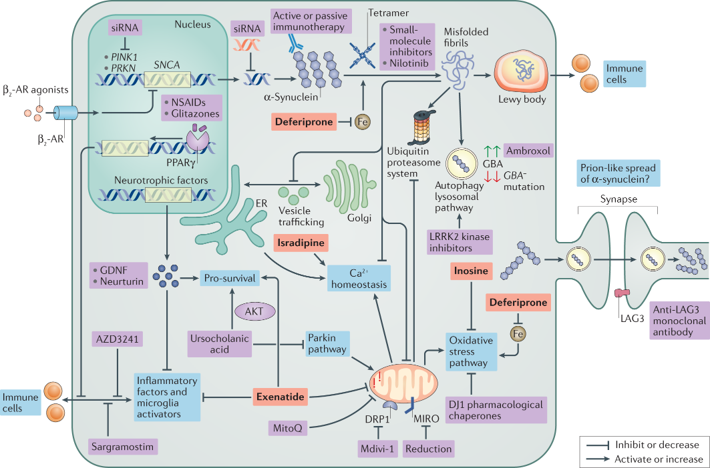 Nucleus
siRNA
PINK1
PRKN
SNCA
siRNA
Active or passive
immunotherapy
Tetramer
• Small-
molecule
inhibitors
• Nilotinib
Misfolded
fibrils
Immune
cells
Lewy body
α-Synuclein
β₂-AR agonists
β₂-AR
• NSAIDs
• Glitazones
PPARγ
Deferiprone
Fe
Ubiquitin
proteasome
system
Ambroxol
GBA
GBA-
mutation
Autophagy
lysosomal
pathway
Prion-like spread
of α-synuclein?
Synapse
Neurotrophic factors
ER
Vesicle
trafficking
Golgi
LRRK2 kinase
inhibitors
Isradipine
• GDNF
• Neurturin
Pro-survival
Ca²⁺
homeostasis
Inosine
Deferiprone
Fe
LAG3
Anti-LAG3
monoclonal
antibody
AKT
AZD3241
Ursocholanic
acid
Parkin
pathway
Oxidative
stress pathway
Immune
cells
Inflammatory
factors and
microglia
activators
Exenatide
!
!
DJ1 pharmacological
chaperones
MitoQ
DRP1
MIRO
Sargramostim
Mdivi-1
Reduction
Inhibit or decrease
Activate or increase